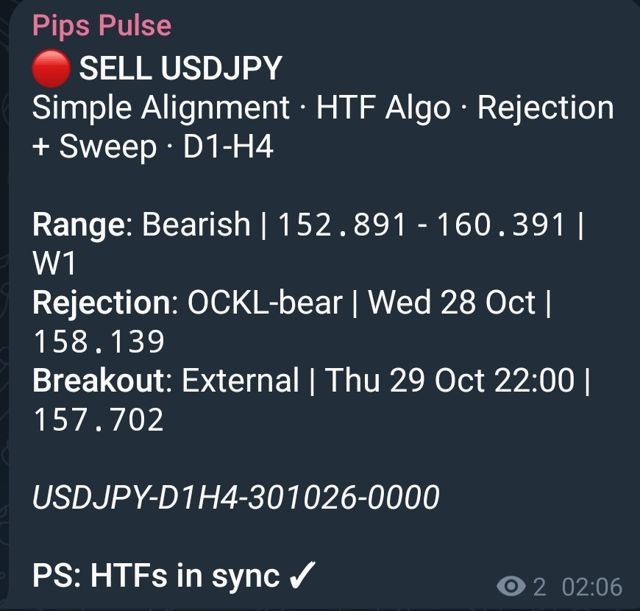 Pips Pulse
🔴 SELL USDJPY
Simple Alignment · HTF Algo · Rejection
+ Sweep · D1-H4
Range: Bearish | 152.891 - 160.391 |
W1
Rejection: OCKL-bear | Wed 28 Oct |
158.139
Breakout: External | Thu 29 Oct 22:00 |
157.702
USDJPY-D1H4-301026-0000
PS: HTFs in sync ✓
2 02:06